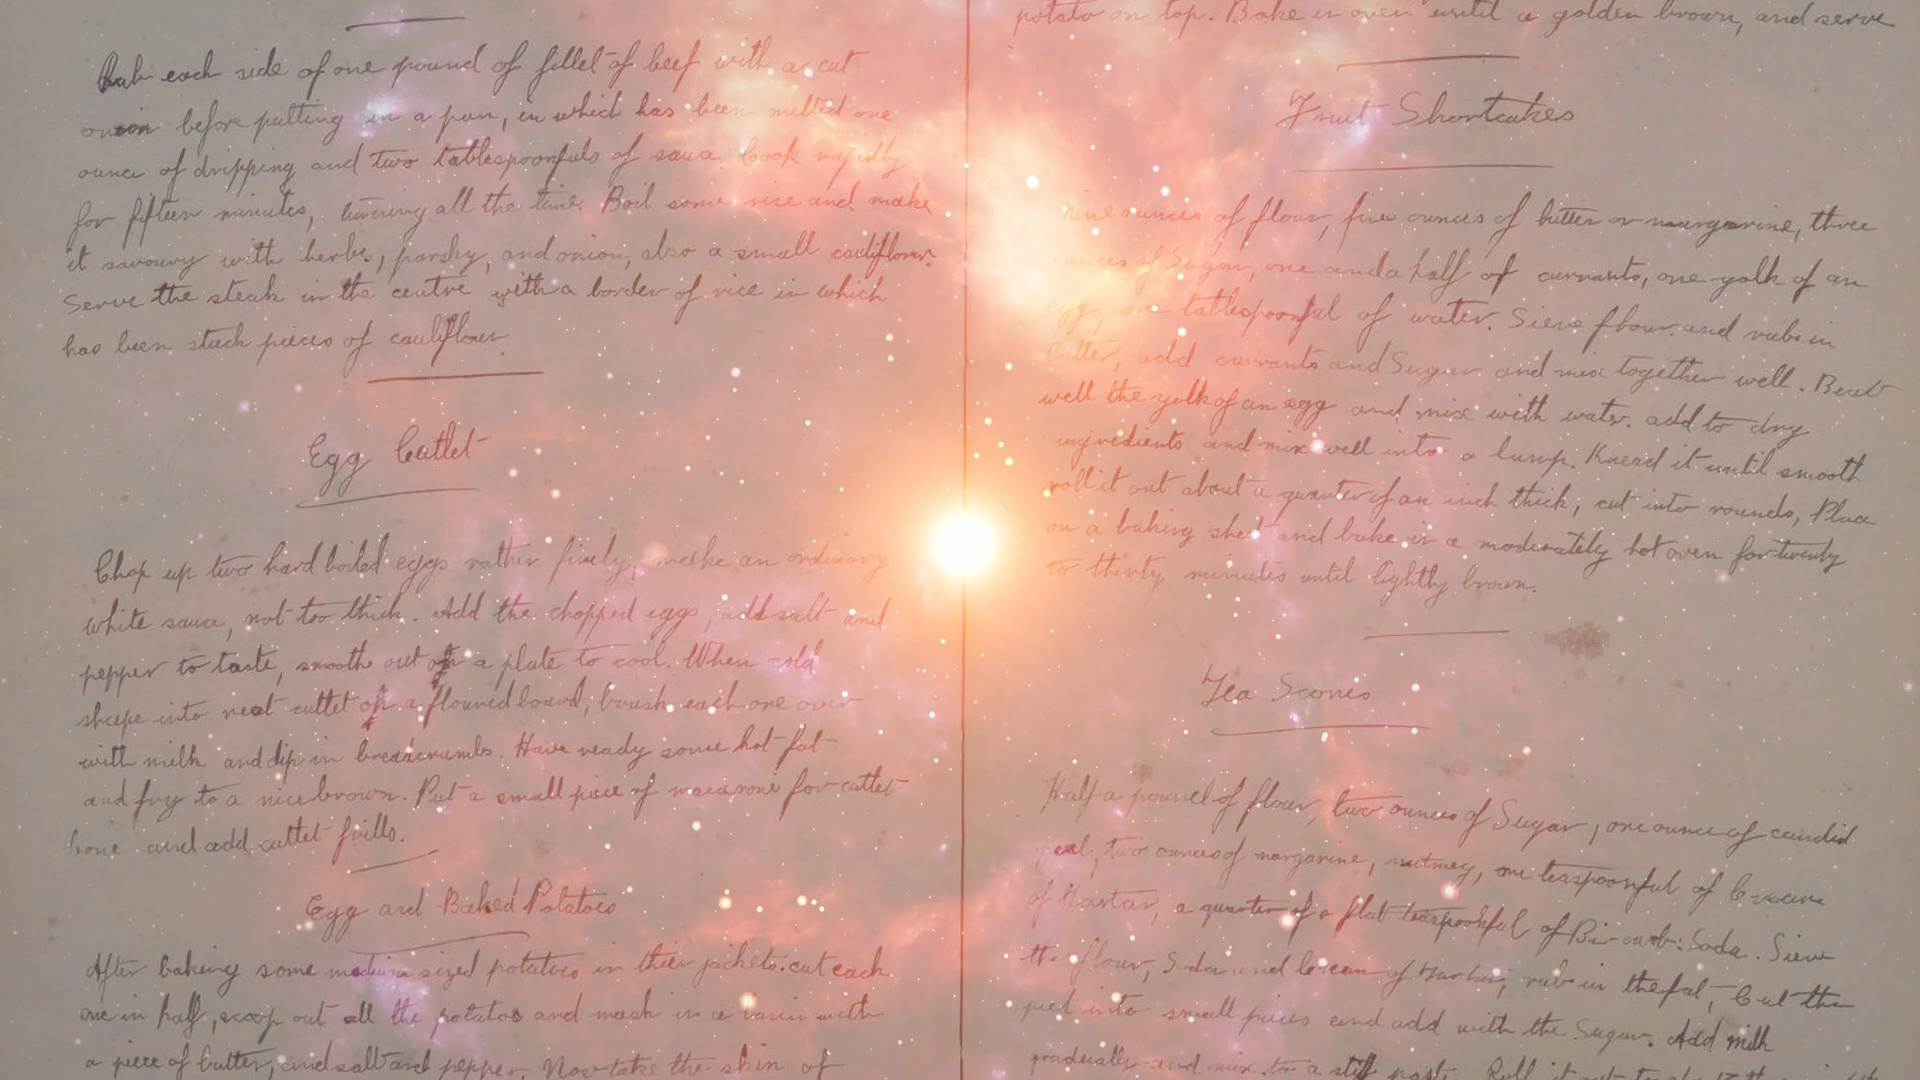 Rub each side of one pound of fillet of beef with a cut
onion before putting in a pan, in which has been melted one
ounce of dripping and two tablespoonfuls of sauce. Cook rapidly
for fifteen minutes, turning all the time. Boil some rice and make
it savoury with herbs, parsley, and onion, also a small cauliflower.
Serve the steak in the centre with a border of rice in which
has been stuck pieces of cauliflower.
Egg Cutlet
Chop up two hard boiled eggs rather finely, make an ordinary
white sauce, not too thick. Add the chopped eggs, add salt and
pepper to taste, smooth out on a plate to cool. When cold
shape into neat cutlet on a floured board, brush each one over
with milk and dip in breadcrumbs. Have ready some hot fat
and fry to a nice brown. Put a small piece of macaroni for cutlet
bone and add cutlet frills.
Egg and Baked Potatoes
After baking some medium sized potatoes in their jackets. cut each
one in half, scoop out all the potatoe and mash in a basin with
a piece of butter, and salt and pepper. Now take the skin of
potato on top. Bake in oven until a golden brown, and serve
Fruit Shortcakes
Nine ounces of flour, five ounces of butter or margarine, three
ounces of Sugar, one and a half of currants, one yolk of an
egg, one tablespoonful of water. Sieve flour and rub in
butter, add currants and Sugar and mix together well. Beat
well the yolk of an egg and mix with water. add to dry
ingredients and mix well into a lump. Knead it until smooth
roll it out about a quarter of an inch thick, cut into rounds, Place
on a baking sheet and bake in a moderately hot oven for twenty
to thirty minutes until lightly brown.
Tea Scones
Half a pound of flour, two ounces of Sugar, one ounce of candid
peel, two ounces of margarine, nutmeg, one teaspoonful of Cream
of Tartar, a quarter of a flat teaspoonful of Bi-carb: Soda. Sieve
the flour, Soda and Cream of Tartar, rub in the fat, Cut the
peel into small pieces and add with the Sugar. Add milk
gradually and mix to a stiff paste. Roll it out to about